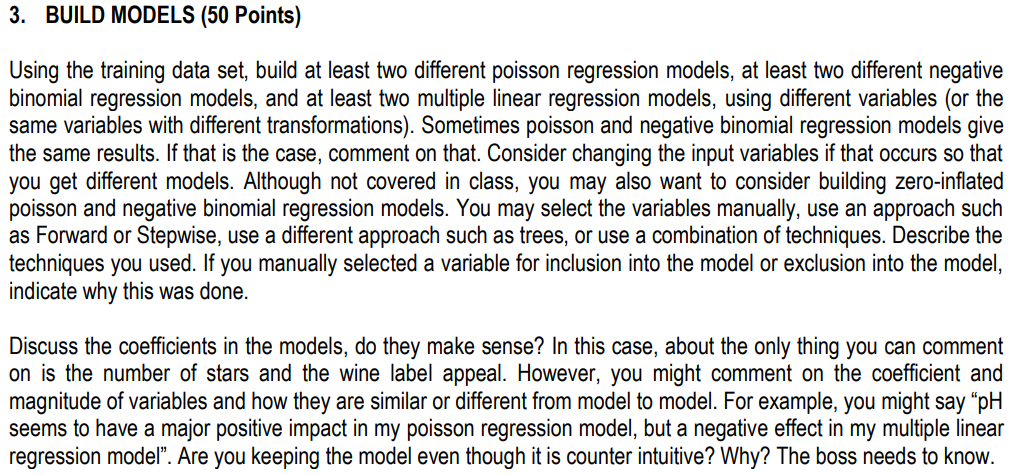 3. BUILD MODELS (50 Points)
Using the training data set, build at least two different poisson regression models, at least two different negative
binomial regression models, and at least two multiple linear regression models, using different variables (or the
same variables with different transformations). Sometimes poisson and negative binomial regression models give
the same results. If that is the case, comment on that. Consider changing the input variables if that occurs so that
you get different models. Although not covered in class, you may also want to consider building zero-inflated
poisson and negative binomial regression models. You may select the variables manually, use an approach such
as Forward or Stepwise, use a different approach such as trees, or use a combination of techniques. Describe the
techniques you used. If you manually selected a variable for inclusion into the model or exclusion into the model,
indicate why this was done.
Discuss the coefficients in the models, do they make sense? In this case, about the only thing you can comment
on is the number of stars and the wine label appeal. However, you might comment on the coefficient and
magnitude of variables and how they are similar or different from model to model. For example, you might say “pH
seems to have a major positive impact in my poisson regression model, but a negative effect in my multiple linear
regression model”. Are you keeping the model even though it is counter intuitive? Why? The boss needs to know.